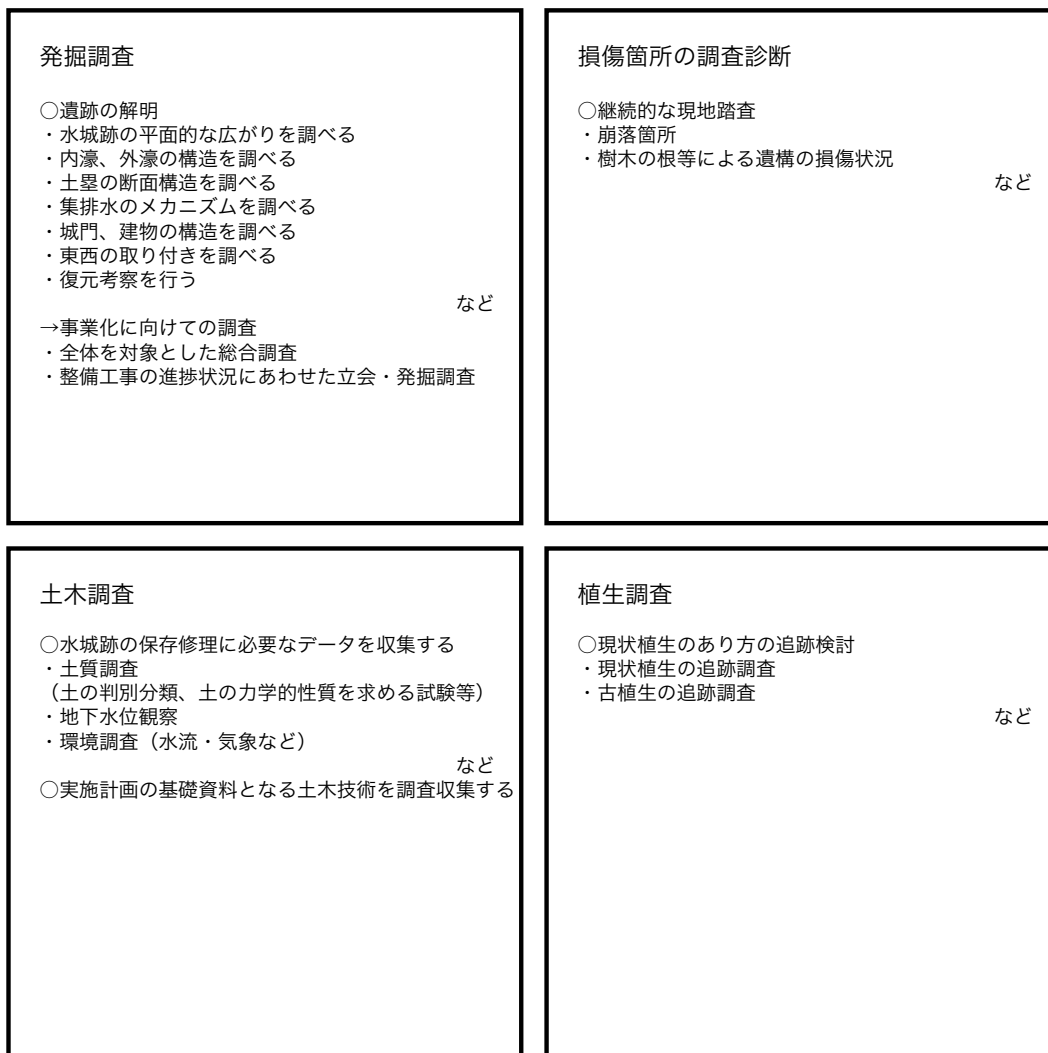 発掘調査
○遺跡の解明
・水城跡の平面的な広がりを調べる
・内濠、外濠の構造を調べる
・土塁の断面構造を調べる
・集排水のメカニズムを調べる
・城門、建物の構造を調べる
・東西の取り付きを調べる
・復元考察を行う
など
→事業化に向けての調査
・全体を対象とした総合調査
・整備工事の進捗状況にあわせた立会・発掘調査
損傷箇所の調査診断
○継続的な現地踏査
・崩落箇所
・樹木の根等による遺構の損傷状況
など
土木調査
○水城跡の保存修理に必要なデータを収集する
・土質調査
（土の判別分類、土の力学的性質を求める試験等）
・地下水位観察
・環境調査（水流・気象など）
など
○実施計画の基礎資料となる土木技術を調査収集する
植生調査
○現状植生のあり方の追跡検討
・現状植生の追跡調査
・古植生の追跡調査
など